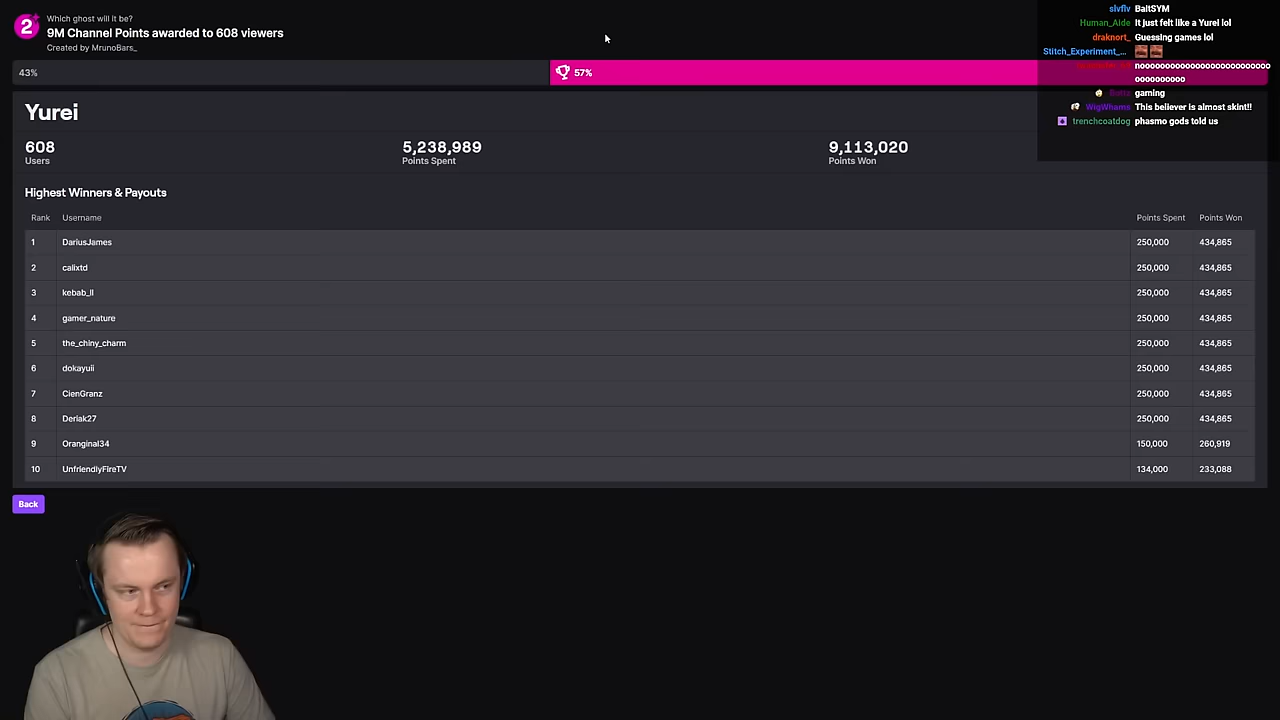 2
Which ghost will it be?
9M Channel Points awarded to 608 viewers
Created by MrunoBars_
43%
57%
Yurei
608
Users
5,238,989
Points Spent
9,113,020
Points Won
Highest Winners & Payouts
Rank Username Points Spent Points Won
1 DariusJames 250,000 434,865
2 calixtd 250,000 434,865
3 kebab_ll 250,000 434,865
4 gamer_nature 250,000 434,865
5 the_chiny_charm 250,000 434,865
6 dokayuii 250,000 434,865
7 CienGranz 250,000 434,865
8 Deriak27 250,000 434,865
9 Oranginal34 150,000 260,919
10 UnfriendlyFireTV 134,000 233,088
Back
slvflv BaitSYM
Human_Aide It just felt like a Yurei lol
draknort_ Guessing games lol
Stitch_Experiment_...
nooooooooooooooooooooooooooo
oooooooooo
gaming
WigWhams This believer is almost skint!!
trenchcoatdog phasmo gods told us